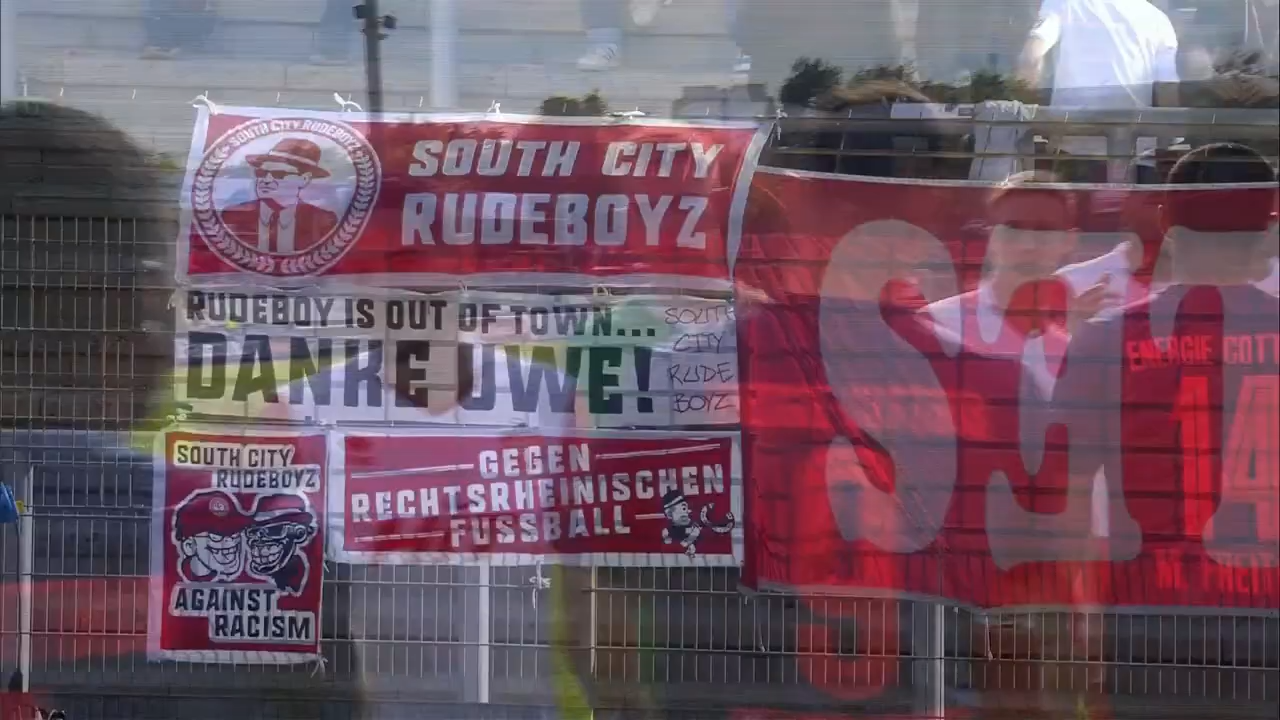 SOUTH CITY RUDEBOYZ
SOUTH CITY
RUDEBOYZ
RUDEBOY IS OUT OF TOWN...
DANKE UWE!
SOUTH
CITY
RUDE
BOYZ
SOUTH CITY
RUDEBOYZ
AGAINST
RACISM
GEGEN
RECHTSRHEINISCHEN
FUSSBALL
ENERGIE COTT
14